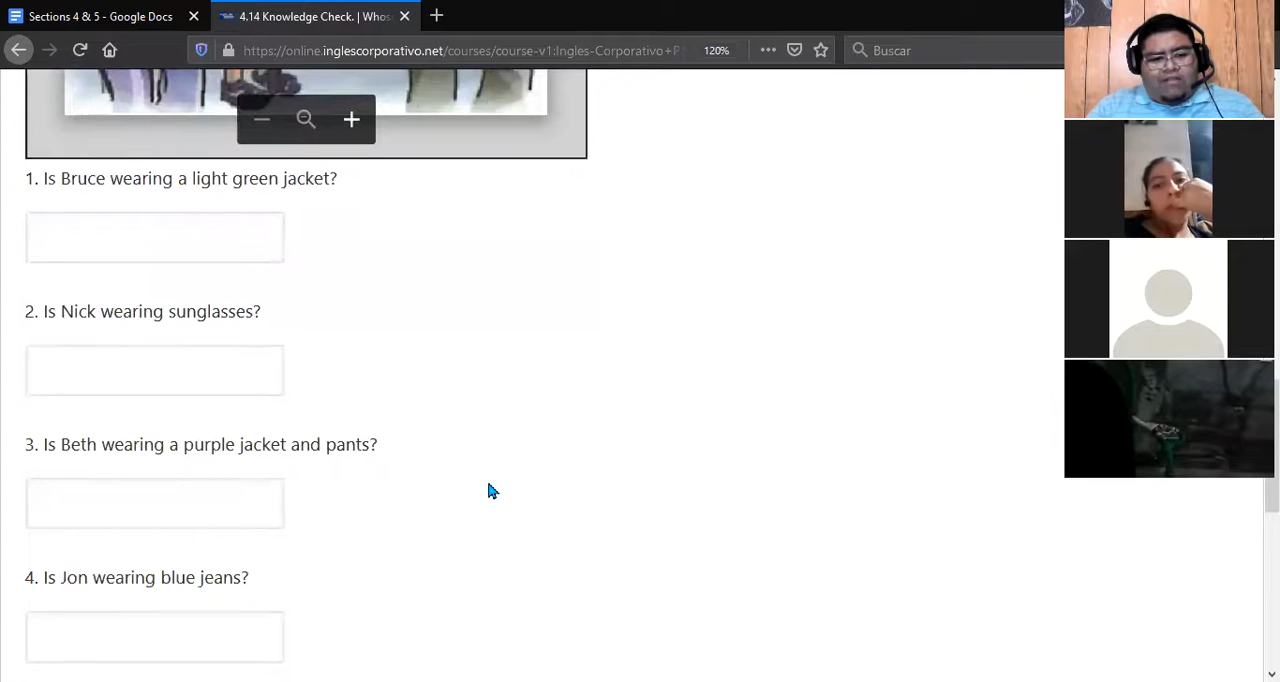 Sections 4 & 5 - Google Docs
4.14 Knowledge Check. | Whos
https://online.inglescorporativo.net/courses/course-v1:Ingles-Corporativo+P
120%
Buscar
1. Is Bruce wearing a light green jacket?
2. Is Nick wearing sunglasses?
3. Is Beth wearing a purple jacket and pants?
4. Is Jon wearing blue jeans?